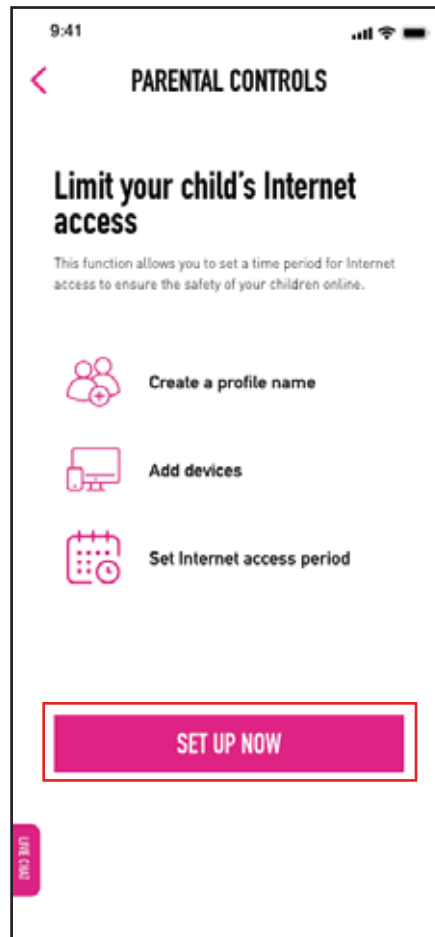 9:41
PARENTAL CONTROLS
Limit your child's Internet
access
This function allows you to set a time period for Internet
access to ensure the safety of your children online.
Create a profile name
Add devices
Set Internet access period
SET UP NOW
LIVE CHAT